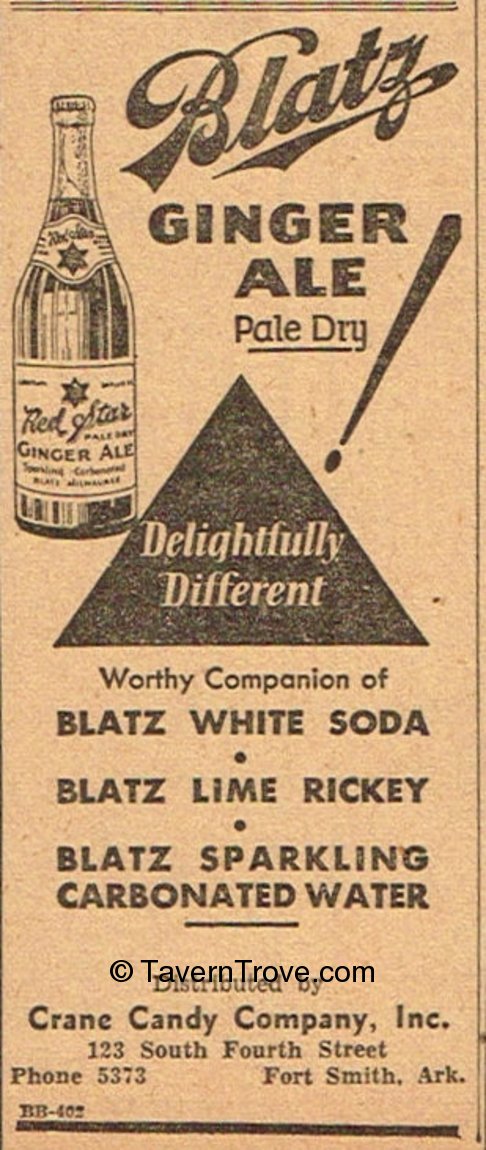 Blatz
GINGER
ALE
Pale Dry
!
Red Star
Red Star
PALE DRY
GINGER ALE
Sparkling Carbonated
BLATZ MILWAUKEE
Delightfully
Different
Worthy Companion of
BLATZ WHITE SODA
•
BLATZ LIME RICKEY
•
BLATZ SPARKLING
CARBONATED WATER
© TavernTrove.com
Distributed by
Crane Candy Company, Inc.
123 South Fourth Street
Phone 5373 Fort Smith, Ark.
BB-402